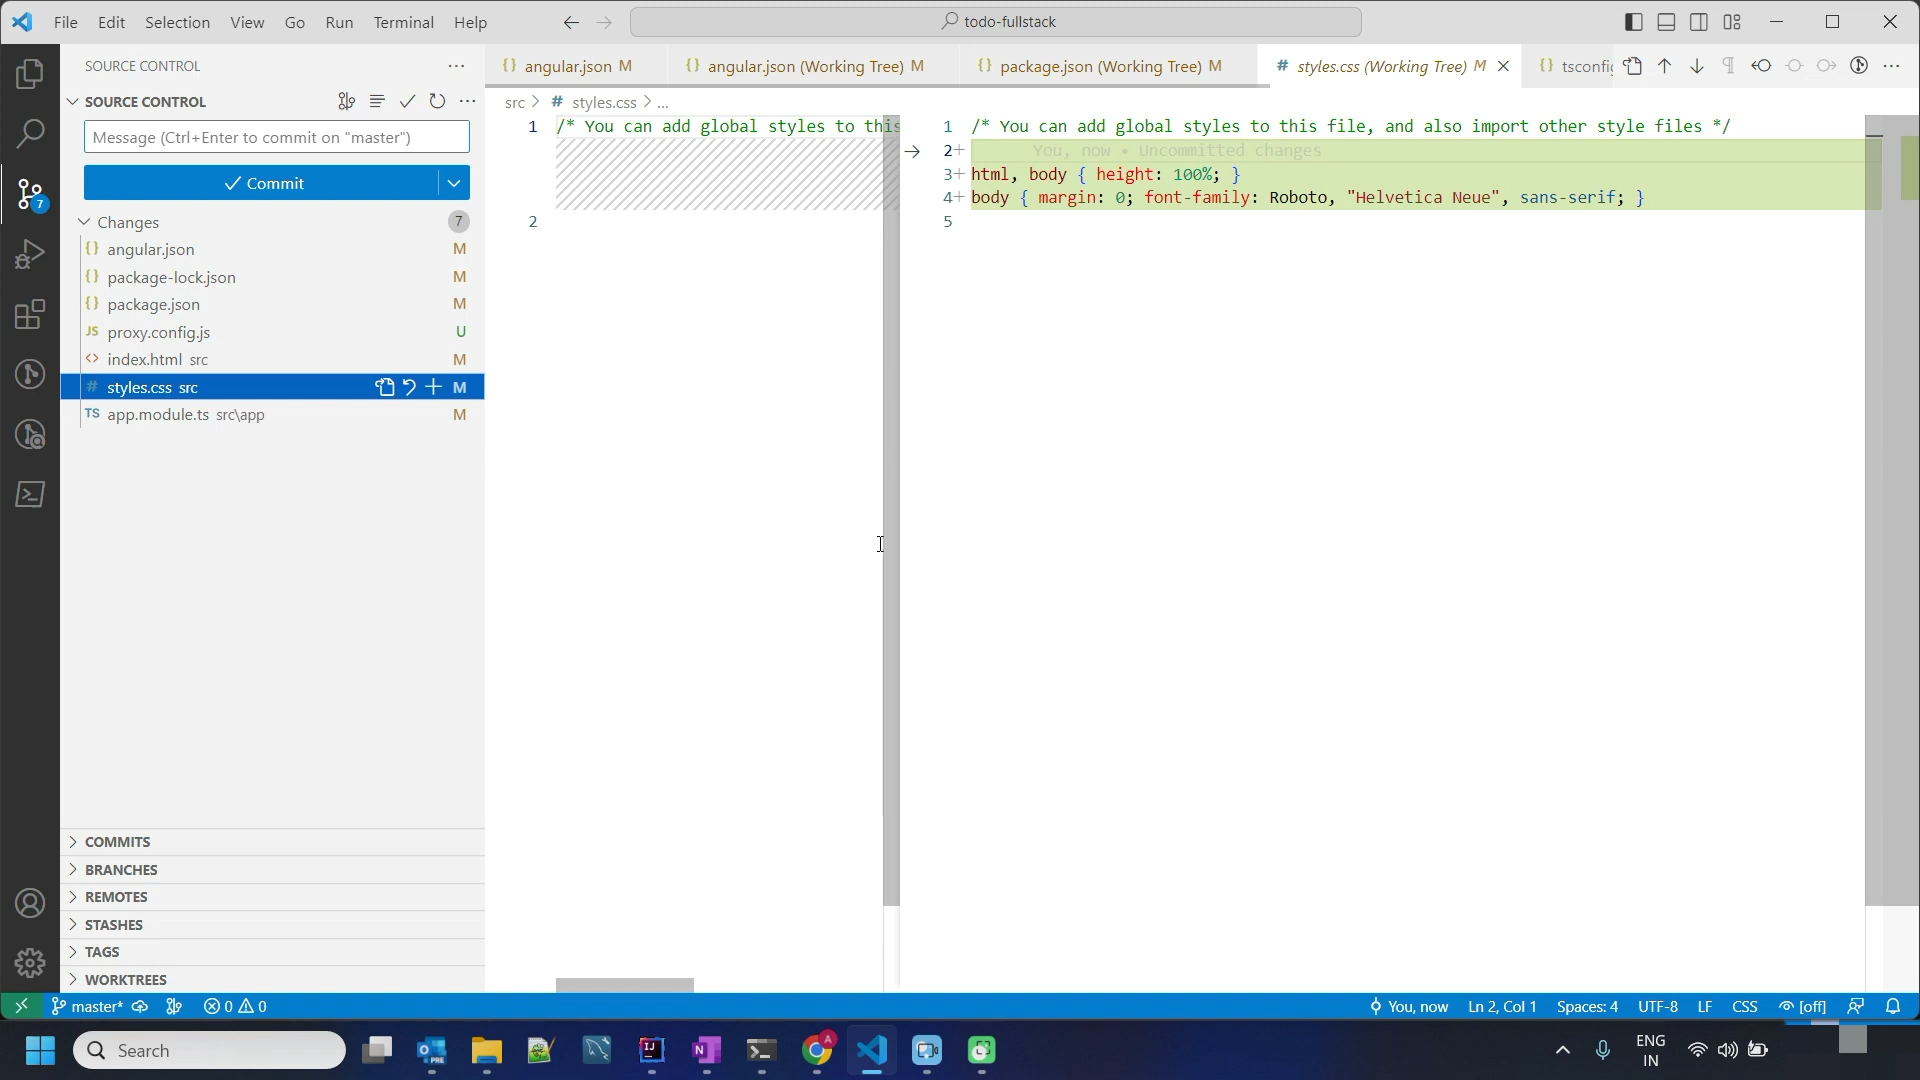 File Edit Selection View Go Run Terminal Help
todo-fullstack
SOURCE CONTROL
angular.json M
angular.json (Working Tree) M
package.json (Working Tree) M
# styles.css (Working Tree) M
tsconfig
SOURCE CONTROL
Message (Ctrl+Enter to commit on "master")
Commit
Changes 7
angular.json M
package-lock.json M
package.json M
JS proxy.config.js U
index.html src M
# styles.css src M
TS app.module.ts src\app M
COMMITS
BRANCHES
REMOTES
STASHES
TAGS
WORKTREES
src > # styles.css > ...
1 /* You can add global styles to this
2
1 /* You can add global styles to this file, and also import other style files */
2+ You, now • Uncommitted changes
3+ html, body { height: 100%; }
4+ body { margin: 0; font-family: Roboto, "Helvetica Neue", sans-serif; }
5
7
master* 0 0
You, now Ln 2, Col 1 Spaces: 4 UTF-8 LF CSS [off]
Search
PRE
IJ
N
A
ENG
IN